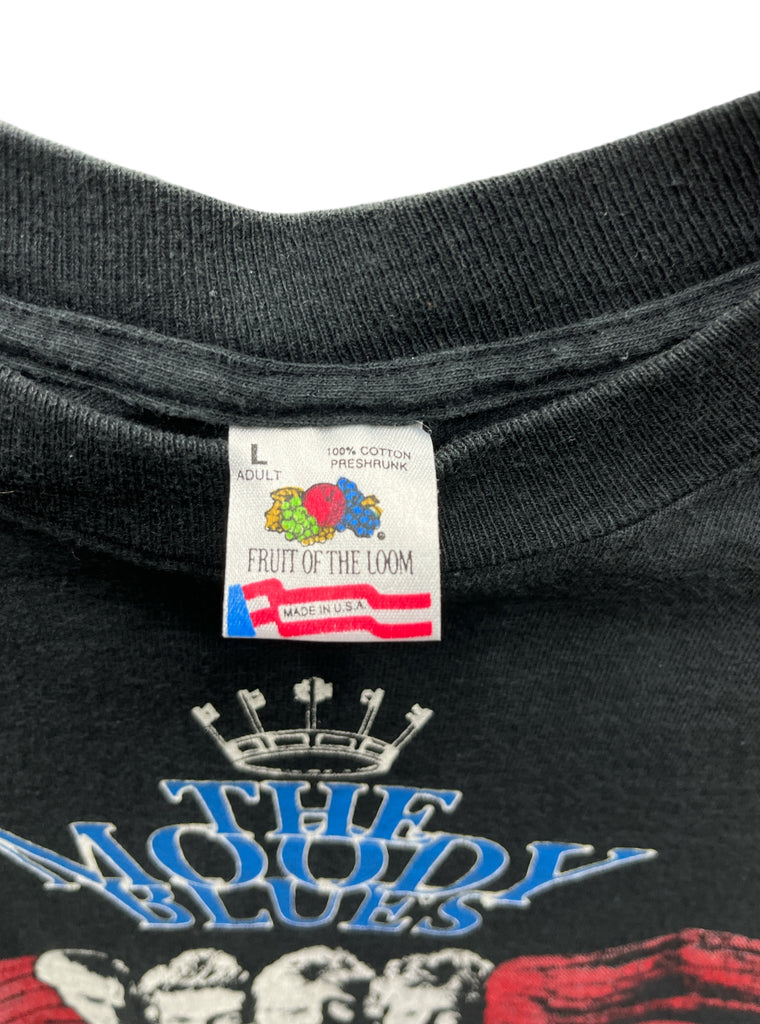 L
ADULT
100% COTTON
PRESHRUNK
®
FRUIT OF THE LOOM
MADE IN U.S.A.
THE
MOODY
BLUES